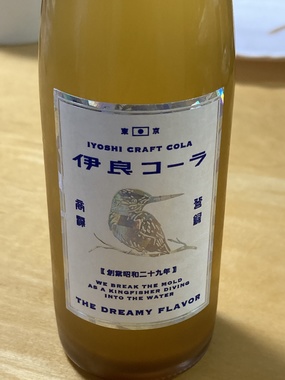 東 京
IYOSHI CRAFT COLA
伊良コーラ
商標
登録
【創業昭和二十九年】
WE BREAK THE MOLD
AS A KINGFISHER DIVING
INTO THE WATER
THE DREAMY FLAVOR